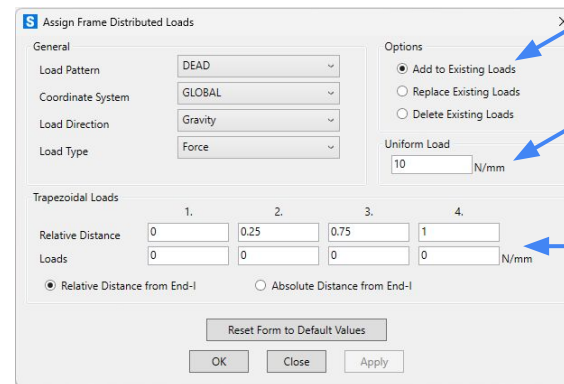 S Assign Frame Distributed Loads
General
Load Pattern DEAD
Coordinate System GLOBAL
Load Direction Gravity
Load Type Force
Options
Add to Existing Loads
Replace Existing Loads
Delete Existing Loads
Uniform Load
10 N/mm
Trapezoidal Loads
1. 2. 3. 4.
Relative Distance 0 0.25 0.75 1
Loads 0 0 0 0 N/mm
Relative Distance from End-I Absolute Distance from End-I
Reset Form to Default Values
OK Close Apply